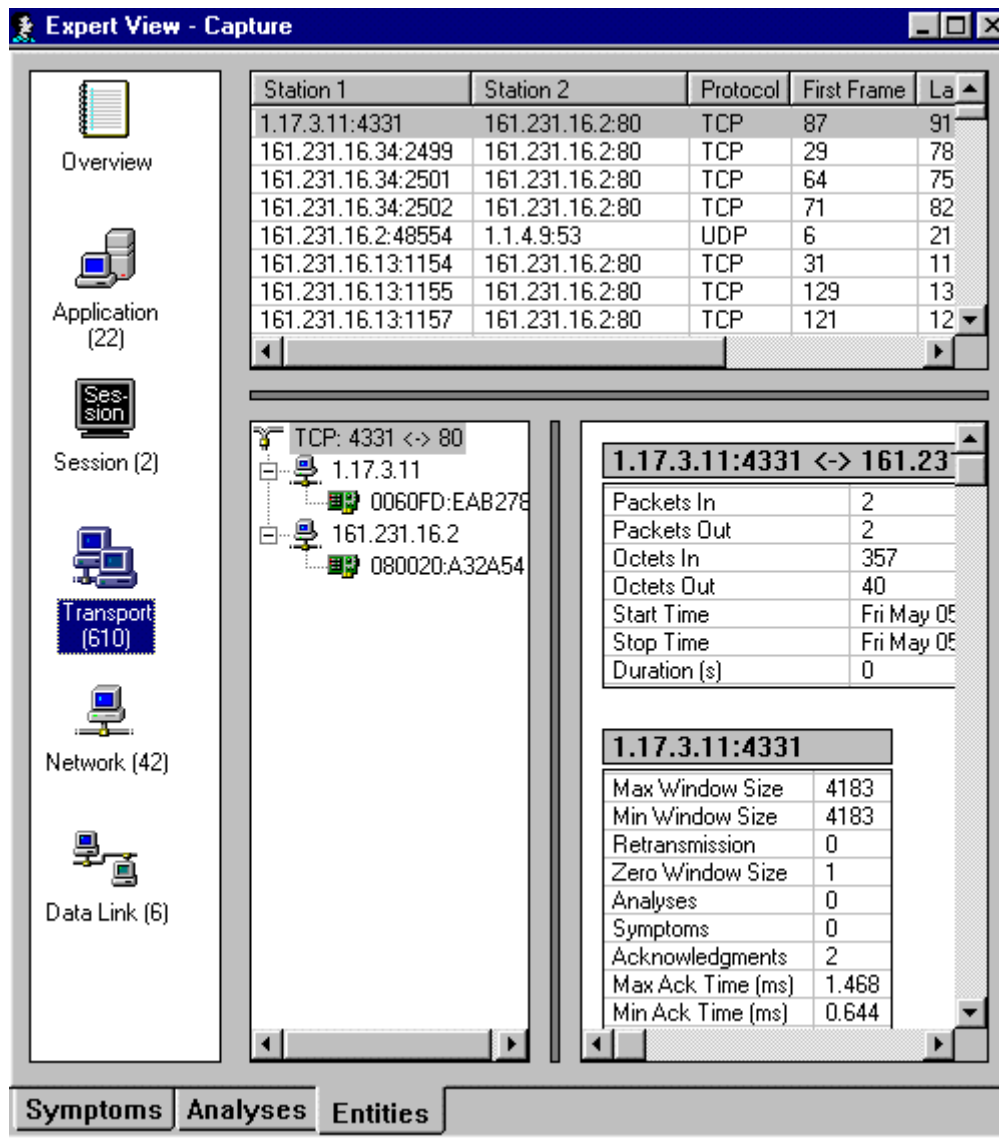 Expert View - Capture
Overview
Application
(22)
Ses-
sion
Session (2)
Transport
(610)
Network (42)
Data Link (6)
Station 1 Station 2 Protocol First Frame La
1.17.3.11:4331 161.231.16.2:80 TCP 87 91
161.231.16.34:2499 161.231.16.2:80 TCP 29 78
161.231.16.34:2501 161.231.16.2:80 TCP 64 75
161.231.16.34:2502 161.231.16.2:80 TCP 71 82
161.231.16.2:48554 1.1.4.9:53 UDP 6 21
161.231.16.13:1154 161.231.16.2:80 TCP 31 11
161.231.16.13:1155 161.231.16.2:80 TCP 129 13
161.231.16.13:1157 161.231.16.2:80 TCP 121 12
TCP: 4331 <-> 80
1.17.3.11
0060FD:EAB278
161.231.16.2
080020:A32A54
1.17.3.11:4331 <-> 161.23
Packets In 2
Packets Out 2
Octets In 357
Octets Out 40
Start Time Fri May 05
Stop Time Fri May 05
Duration (s) 0
1.17.3.11:4331
Max Window Size 4183
Min Window Size 4183
Retransmission 0
Zero Window Size 1
Analyses 0
Symptoms 0
Acknowledgments 2
Max Ack Time (ms) 1.468
Min Ack Time (ms) 0.644
Symptoms Analyses Entities